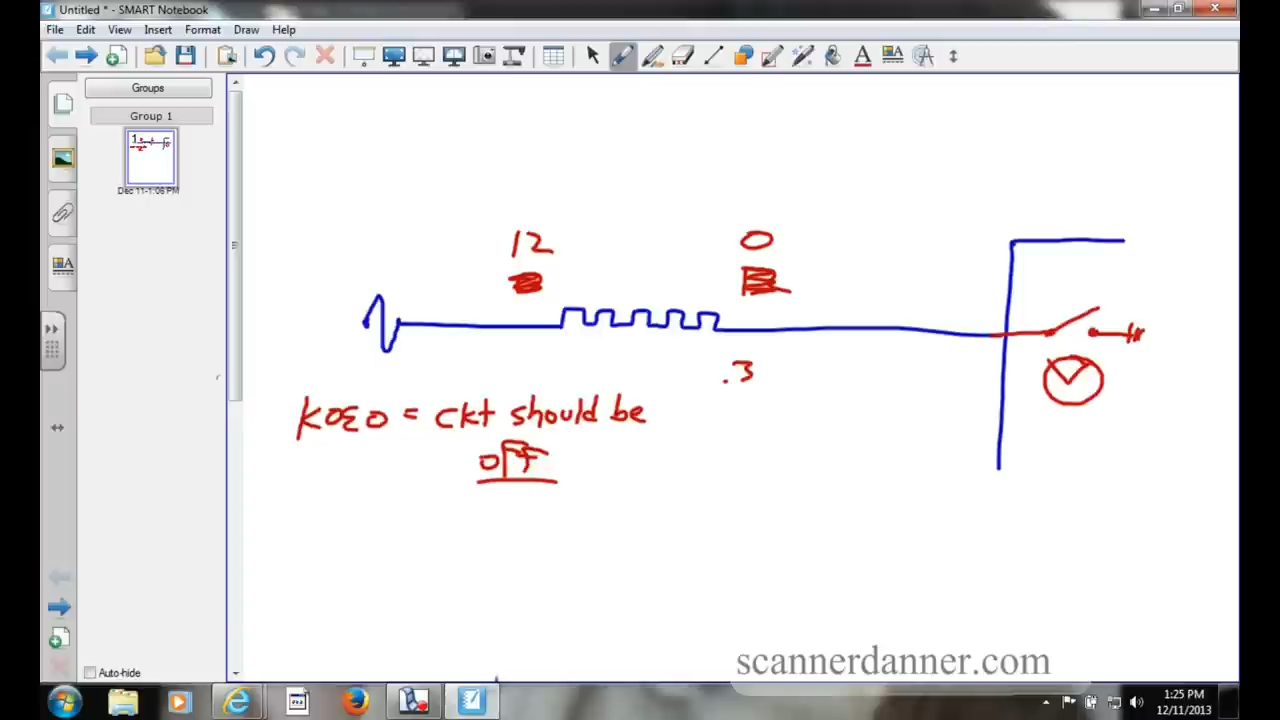 Untitled * - SMART Notebook
File Edit View Insert Format Draw Help
Groups
Group 1
Dec 11-1:06 PM
12
0
.3
KOEO = ckt should be
off
Auto-hide
scannerdanner.com
1:25 PM
12/11/2013